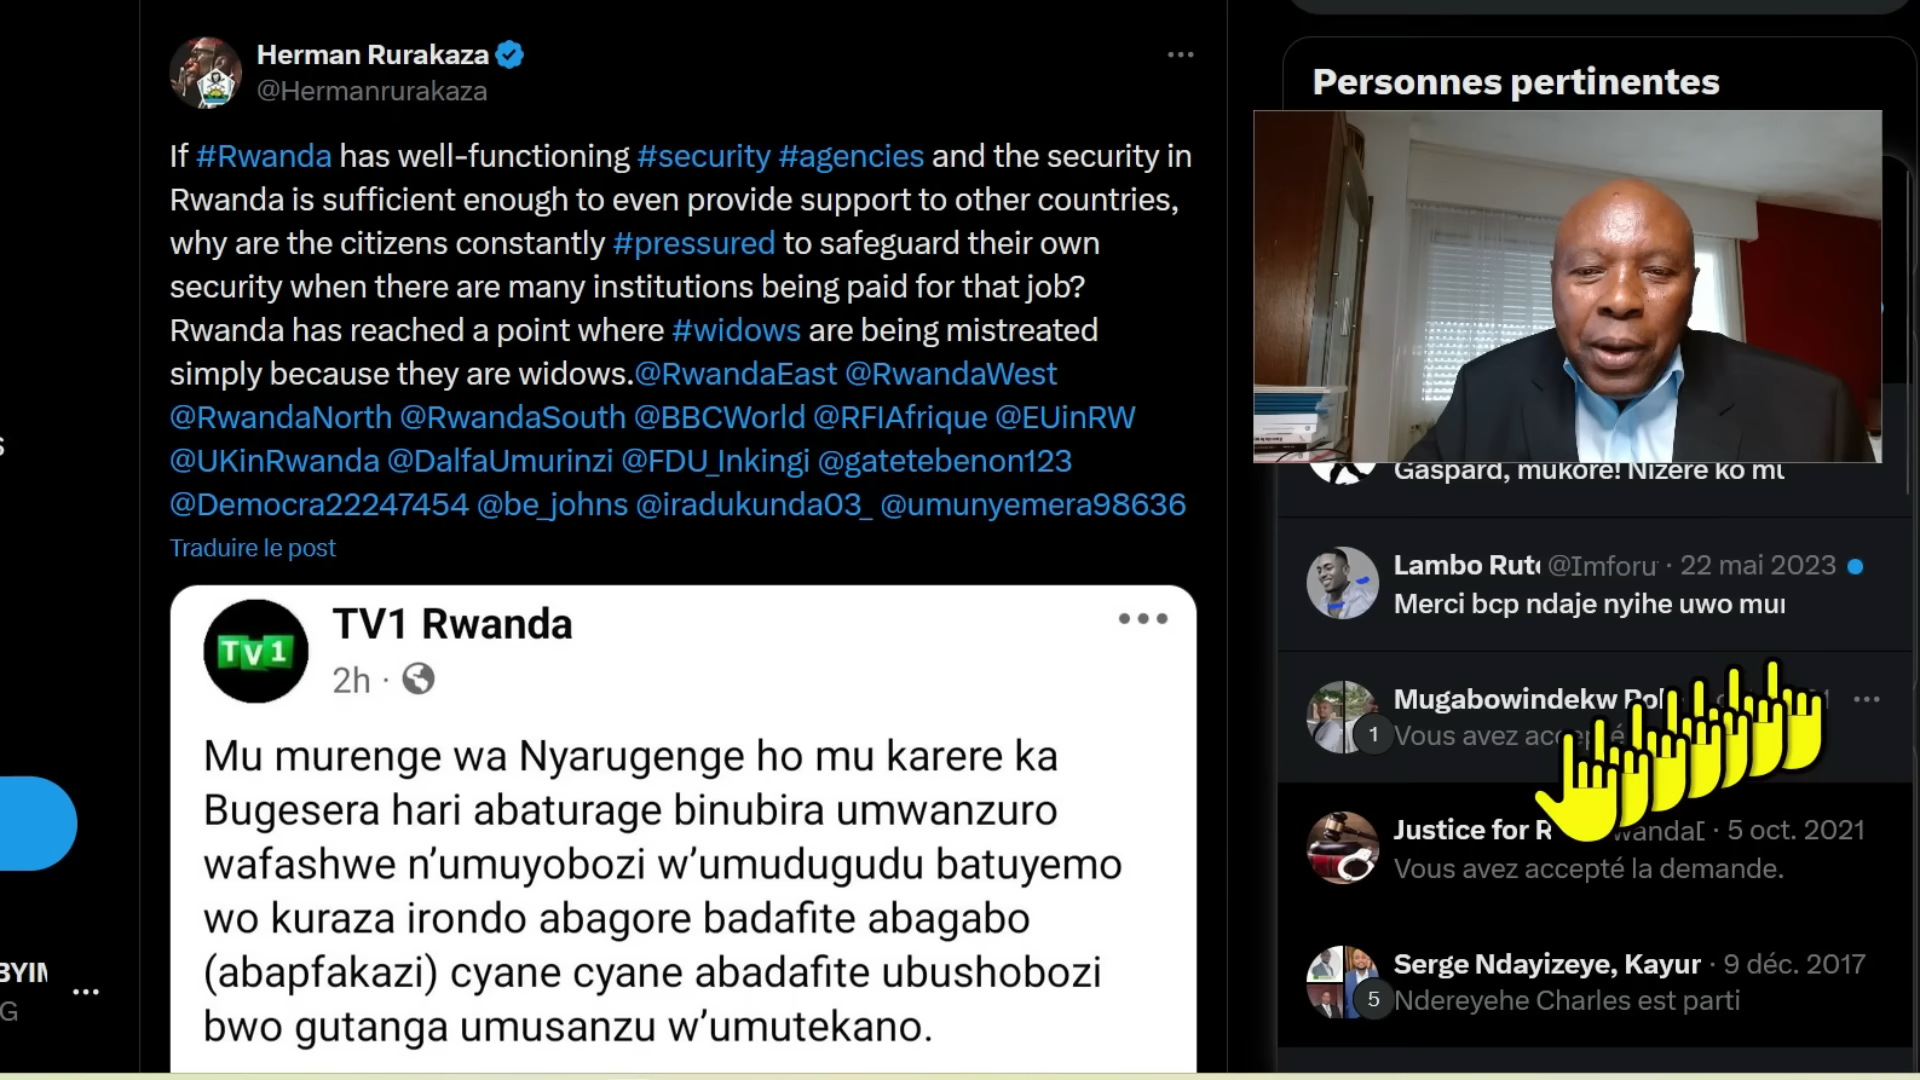 Herman Rurakaza
@Hermanrurakaza
If #Rwanda has well-functioning #security #agencies and the security in
Rwanda is sufficient enough to even provide support to other countries,
why are the citizens constantly #pressured to safeguard their own
security when there are many institutions being paid for that job?
Rwanda has reached a point where #widows are being mistreated
simply because they are widows.@RwandaEast @RwandaWest
@RwandaNorth @RwandaSouth @BBCWorld @RFIAfrique @EUinRW
@UKinRwanda @DalfaUmurinzi @FDU_Inkingi @gatetebenon123
@Democra22247454 @be_johns @iradukunda03_ @umunyemera98636
Traduire le post
TV1
TV1 Rwanda
2h ·
Mu murenge wa Nyarugenge ho mu karere ka
Bugesera hari abaturage binubira umwanzuro
wafashwe n’umuyobozi w’umudugudu batuyemo
wo kuraza irondo abagore badafite abagabo
(abapfakazi) cyane cyane abadafite ubushobozi
bwo gutanga umusanzu w’umutekano.
Personnes pertinentes
Gaspard, mukore! Nizere ko
Lambo @Imforu · 22 mai 2023
Merci bcp ndaje nyihe uwo
Mugabowindekw
1 Vous avez
Justice for · 5 oct. 2021
Vous avez accepté la demande.
Serge Ndayizeye, Kayur · 9 déc. 2017
5 Ndereyehe Charles est parti